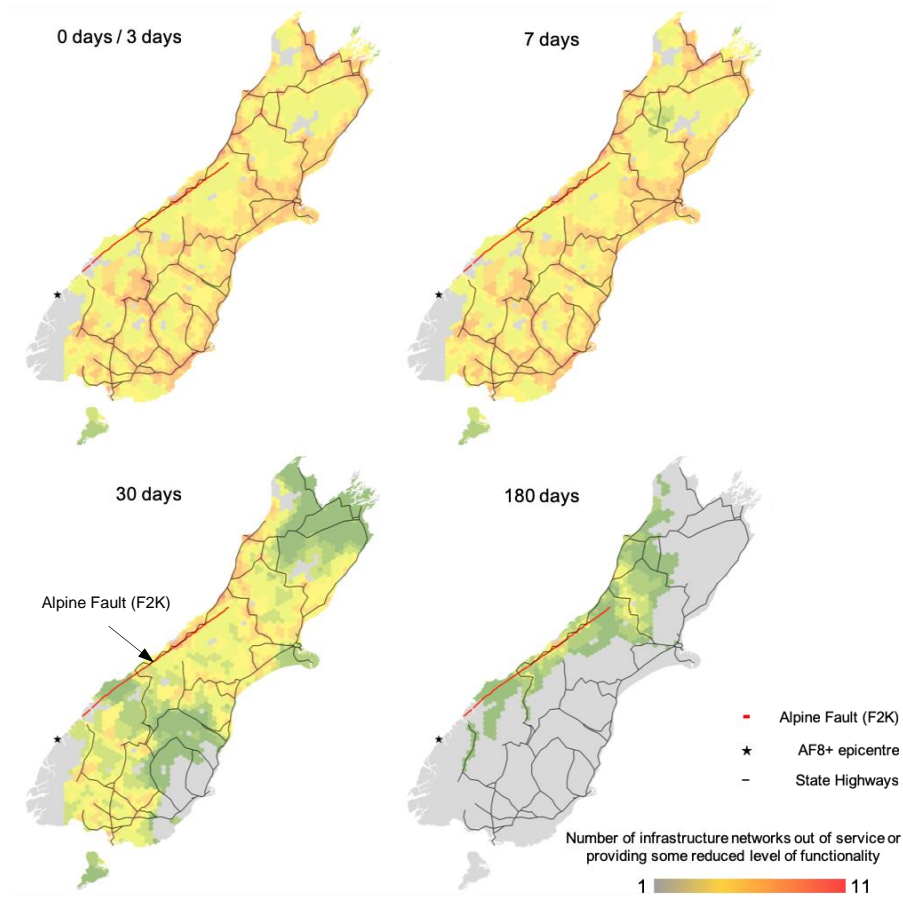 0 days / 3 days
7 days
30 days
180 days
Alpine Fault (F2K)
Alpine Fault (F2K)
AF8+ epicentre
State Highways
Number of infrastructure networks out of service or
providing some reduced level of functionality
1 11